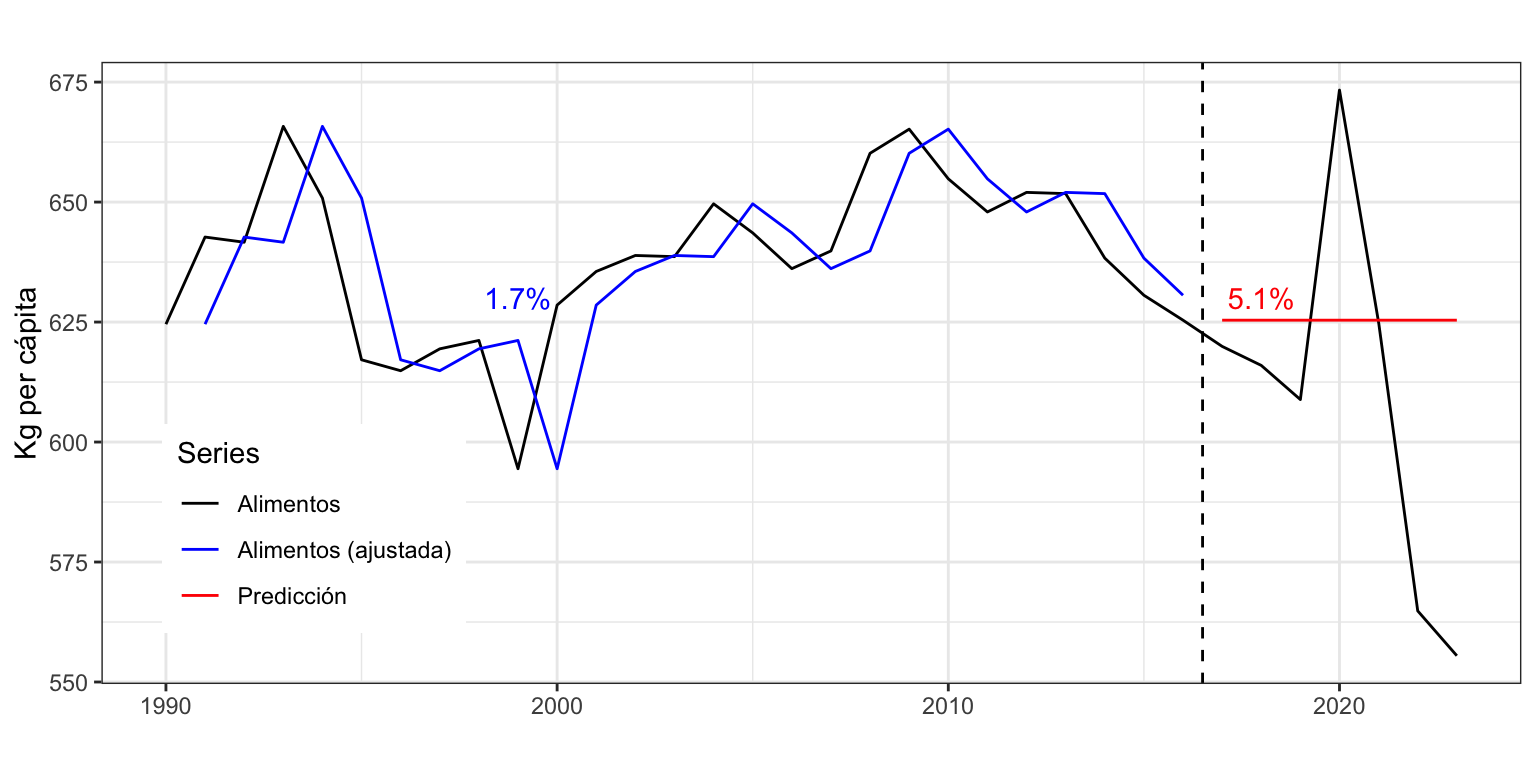 Kg per cápita
675
650
625
600
575
550
1.7%
5.1%
Series
Alimentos
Alimentos (ajustada)
Predicción
1990
2000
2010
2020